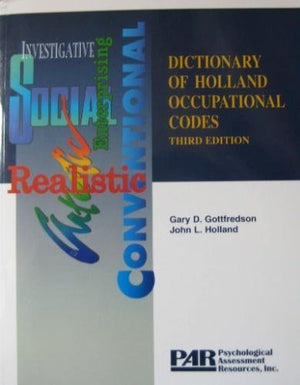 INVESTIGATIVE
SOCIAL
Enterprising
Artistic
Realistic
CONVENTIONAL
DICTIONARY
OF HOLLAND
OCCUPATIONAL
CODES
THIRD EDITION
Gary D. Gottfredson
John L. Holland
PAR Psychological
Assessment
Resources, Inc.